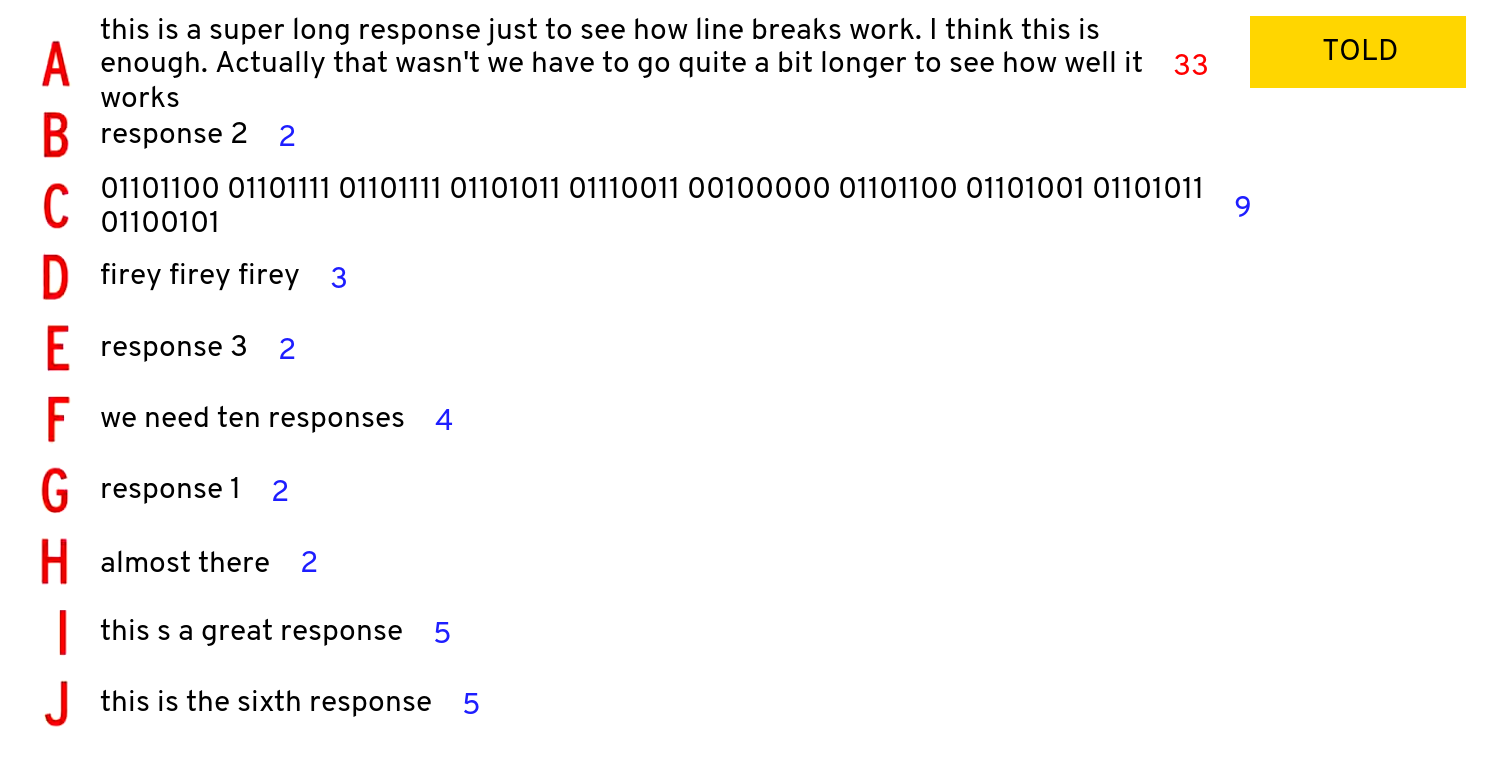 A this is a super long response just to see how line breaks work. I think this is
enough. Actually that wasn't we have to go quite a bit longer to see how well it 33 TOLD
works
B response 2 2
C 01101100 01101111 01101111 01101011 01110011 00100000 01101100 01101001 01101011
01100101 9
D firey firey firey 3
E response 3 2
F we need ten responses 4
G response 1 2
H almost there 2
I this s a great response 5
J this is the sixth response 5